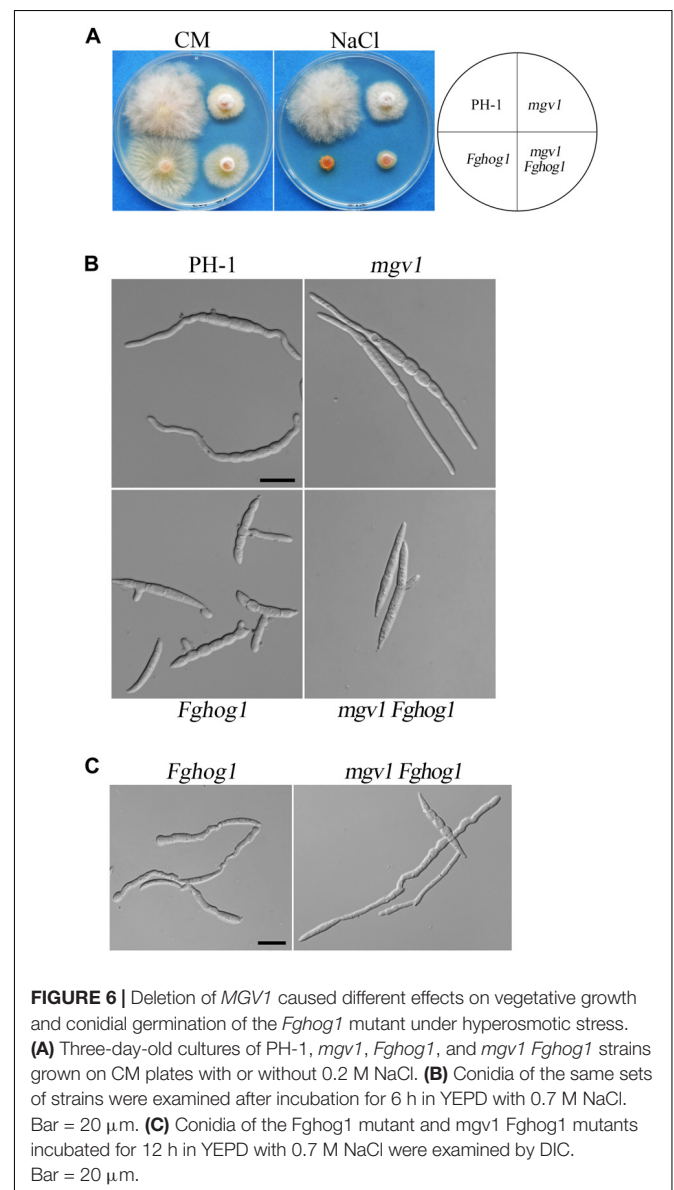 A
CM NaCl
PH-1 mgv1
Fghog1 mgv1
Fghog1
B
PH-1 mgv1
Fghog1 mgv1 Fghog1
C
Fghog1 mgv1 Fghog1
FIGURE 6 | Deletion of MGV1 caused different effects on vegetative growth
and conidial germination of the Fghog1 mutant under hyperosmotic stress.
(A) Three-day-old cultures of PH-1, mgv1, Fghog1, and mgv1 Fghog1 strains
grown on CM plates with or without 0.2 M NaCl. (B) Conidia of the same sets
of strains were examined after incubation for 6 h in YEPD with 0.7 M NaCl.
Bar = 20 μm. (C) Conidia of the Fghog1 mutant and mgv1 Fghog1 mutants
incubated for 12 h in YEPD with 0.7 M NaCl were examined by DIC.
Bar = 20 μm.